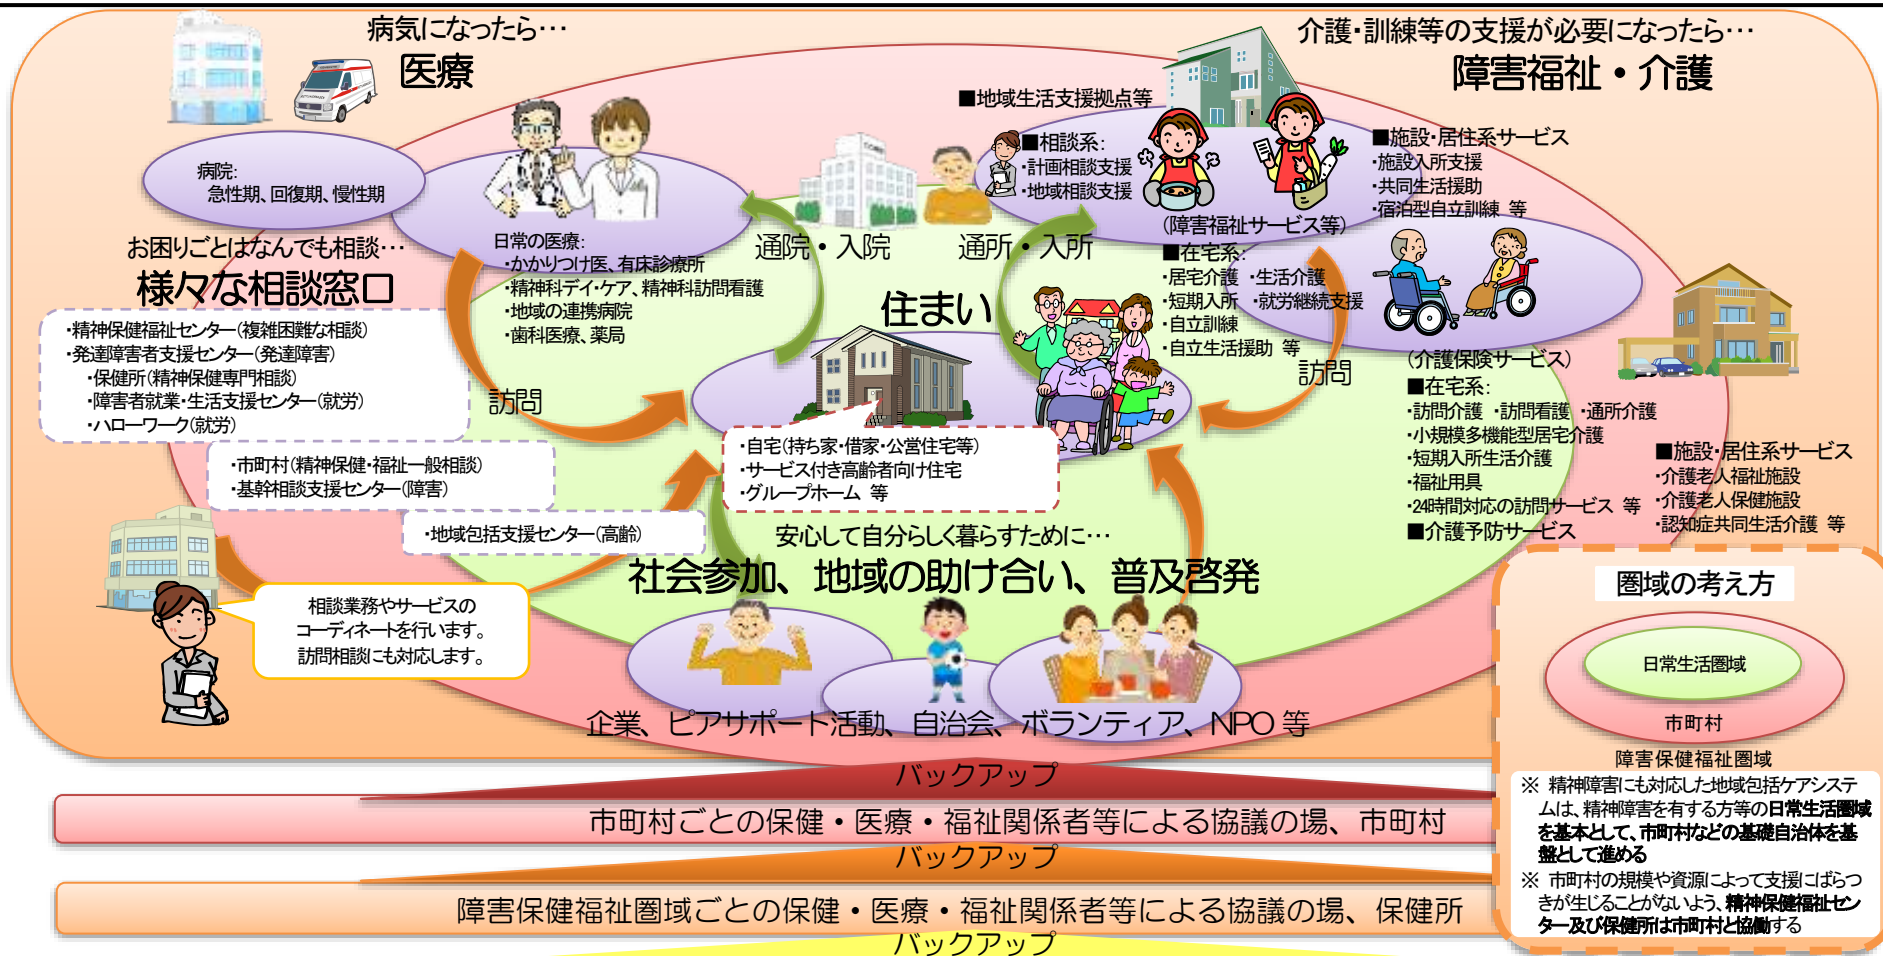 病気になったら…
医療
介護・訓練等の支援が必要になったら…
障害福祉・介護
病院:
急性期、回復期、慢性期
日常の医療:
・かかりつけ医、有床診療所
・精神科デイ・ケア、精神科訪問看護
・地域の連携病院
・歯科医療、薬局
通院・入院
通所・入所
■地域生活支援拠点等
■相談系:
・計画相談支援
・地域相談支援
■施設・居住系サービス
・施設入所支援
・共同生活援助
・宿泊型自立訓練 等
(障害福祉サービス等)
■在宅系:
・居宅介護 ・生活介護
・短期入所 ・就労継続支援
・自立訓練
・自立生活援助 等
訪問
(介護保険サービス)
■在宅系:
・訪問介護 ・訪問看護 ・通所介護
・小規模多機能型居宅介護
・短期入所生活介護
・福祉用具
・24時間対応の訪問サービス 等
■介護予防サービス
■施設・居住系サービス
・介護老人福祉施設
・介護老人保健施設
・認知症共同生活介護 等
お困りごとはなんでも相談…
様々な相談窓口
・精神保健福祉センター(複雑困難な相談)
・発達障害者支援センター(発達障害)
・保健所(精神保健専門相談)
・障害者就業・生活支援センター(就労)
・ハローワーク(就労)
・市町村(精神保健・福祉一般相談)
・基幹相談支援センター(障害)
・地域包括支援センター(高齢)
訪問
住まい
・自宅(持ち家・借家・公営住宅等)
・サービス付き高齢者向け住宅
・グループホーム 等
安心して自分らしく暮らすために…
社会参加、地域の助け合い、普及啓発
相談業務やサービスの
コーディネートを行います。
訪問相談にも対応します。
企業、ピアサポート活動、自治会、ボランティア、NPO 等
バックアップ
市町村ごとの保健・医療・福祉関係者等による協議の場、市町村
バックアップ
障害保健福祉圏域ごとの保健・医療・福祉関係者等による協議の場、保健所
バックアップ
圏域の考え方
日常生活圏域
市町村
障害保健福祉圏域
※ 精神障害にも対応した地域包括ケアシステ
ムは、精神障害を有する方等の日常生活圏域
を基本として、市町村などの基礎自治体を基
盤として進める
※ 市町村の規模や資源によって支援にばらつ
きが生じることがないよう、精神保健福祉セン
ター及び保健所は市町村と協働する